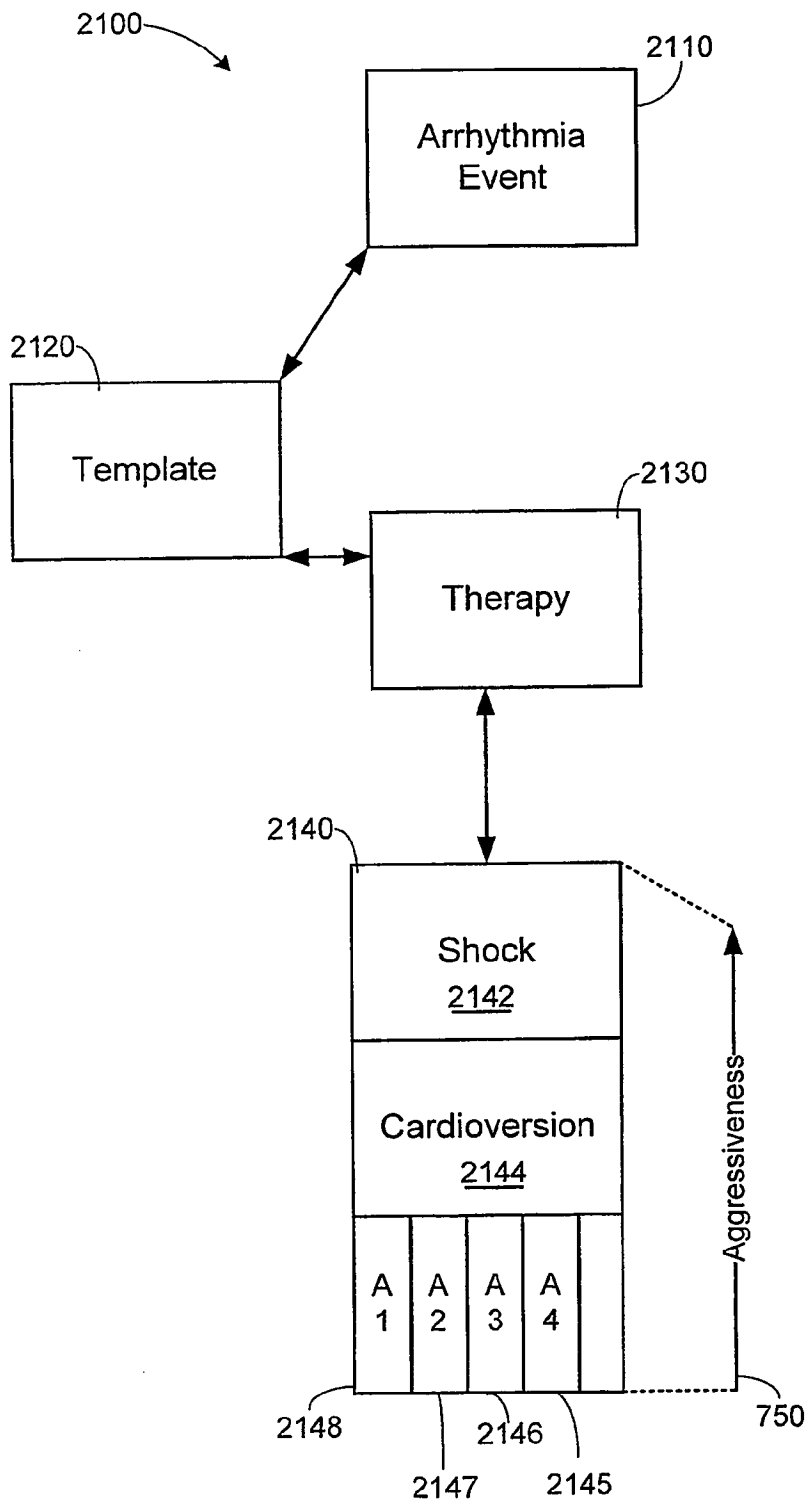 2100
2110
Arrhythmia
Event
2120
Template
2130
Therapy
2140
Shock
2142
Cardioversion
2144
Aggressiveness
A
1
A
2
A
3
A
4
2148
2147
2146
2145
750